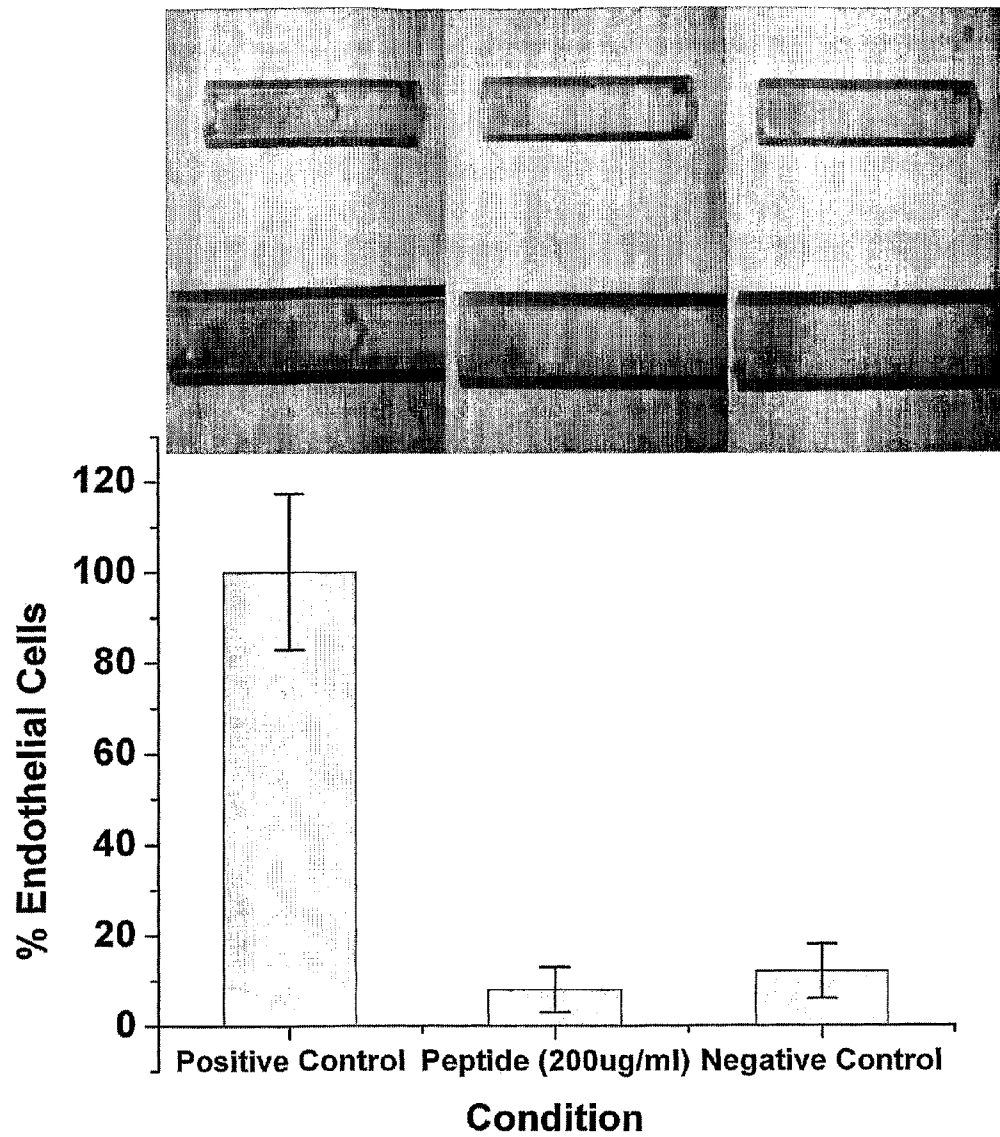 120
100
80
60
40
20
0
% Endothelial Cells
Positive Control Peptide (200ug/ml) Negative Control
Condition